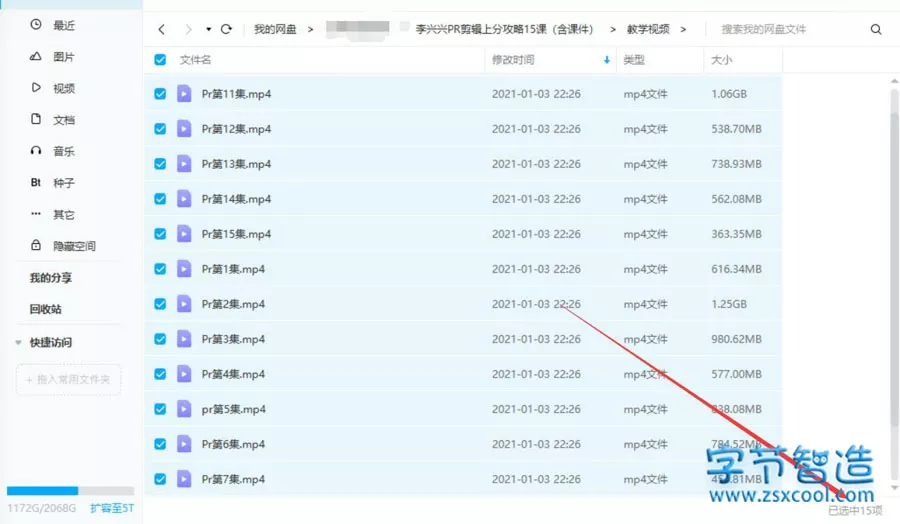 最近
图片
视频
文档
音乐
Bt 种子
其它
隐藏空间
我的分享
回收站
快捷访问
+ 拖入常用文件夹
1172G/2068G 扩容至5T
我的网盘 > 李兴兴PR剪辑上分攻略15课（含课件） > 教学视频 > 搜索我的网盘文件
文件名 修改时间 类型 大小
Pr第11集.mp4 2021-01-03 22:26 mp4文件 1.06GB
Pr第12集.mp4 2021-01-03 22:26 mp4文件 538.70MB
Pr第13集.mp4 2021-01-03 22:26 mp4文件 738.93MB
Pr第14集.mp4 2021-01-03 22:26 mp4文件 562.08MB
Pr第15集.mp4 2021-01-03 22:26 mp4文件 363.35MB
Pr第1集.mp4 2021-01-03 22:26 mp4文件 616.34MB
Pr第2集.mp4 2021-01-03 22:26 mp4文件 1.25GB
Pr第3集.mp4 2021-01-03 22:26 mp4文件 980.62MB
Pr第4集.mp4 2021-01-03 22:26 mp4文件 577.00MB
pr第5集.mp4 2021-01-03 22:26 mp4文件
Pr第6集.mp4 2021-01-03 22:26 mp4文件 784.52MB
Pr第7集.mp4 2021-01-03 22:26 mp4文件
字节智造
www.zsxcool.com
已选中15项